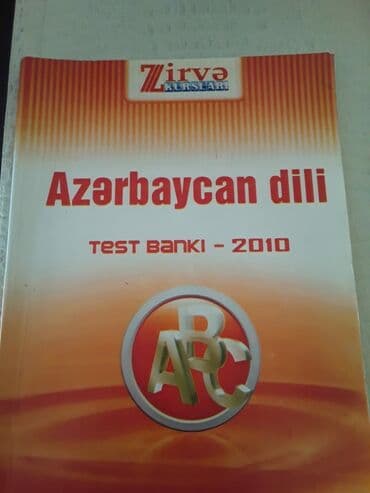 Zirvə
KURSLARI
Azərbaycan dili
TEST BANKI - 2010
ABC